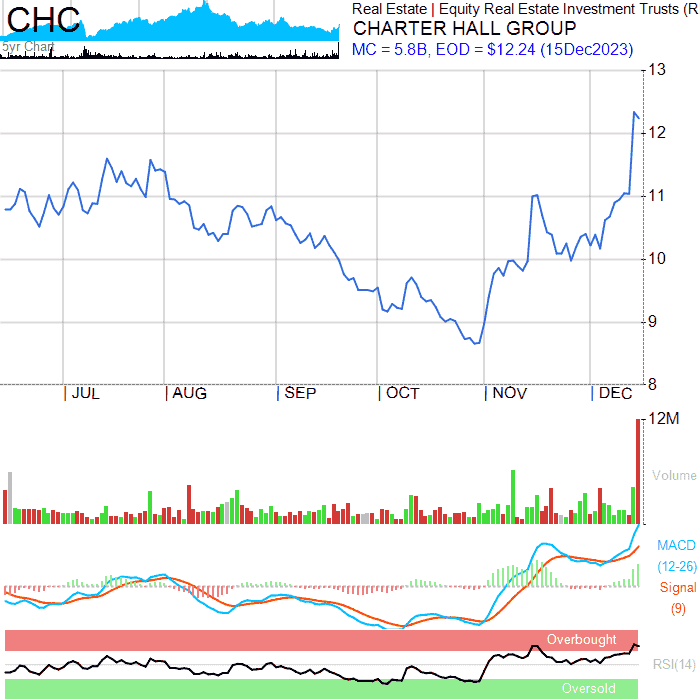 CHC
5yr Chart
Real Estate | Equity Real Estate Investment Trusts (R
CHARTER HALL GROUP
MC = 5.8B, EOD = $12.24 (15Dec2023)
13
12
11
10
9
8
JUL AUG SEP OCT NOV DEC
12M
Volume
MACD
(12-26)
Signal
(9)
Overbought
RSI(14)
Oversold